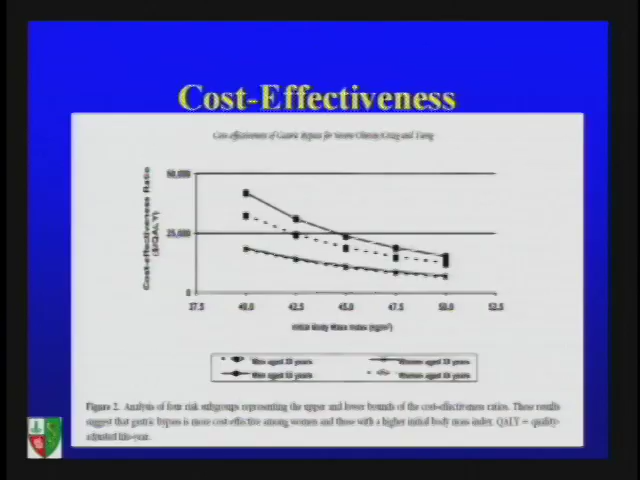 Cost-Effectiveness
Cost-effectiveness of Gastric Bypass for Severe Obesity/Craig and Tseng
Cost-effectiveness Ratio
($/QALY)
50,000
25,000
0
37.5 40.0 42.5 45.0 47.5 50.0 52.5
Initial Body Mass Index (kg/m²)
Men aged 35 years Women aged 35 years
Men aged 55 years Women aged 55 years
Figure 2. Analysis of four risk subgroups representing the upper and lower bounds of the cost-effectiveness ratios. These results
suggest that gastric bypass is more cost-effective among women and those with a higher initial body mass index. QALY = quality-
adjusted life-year.